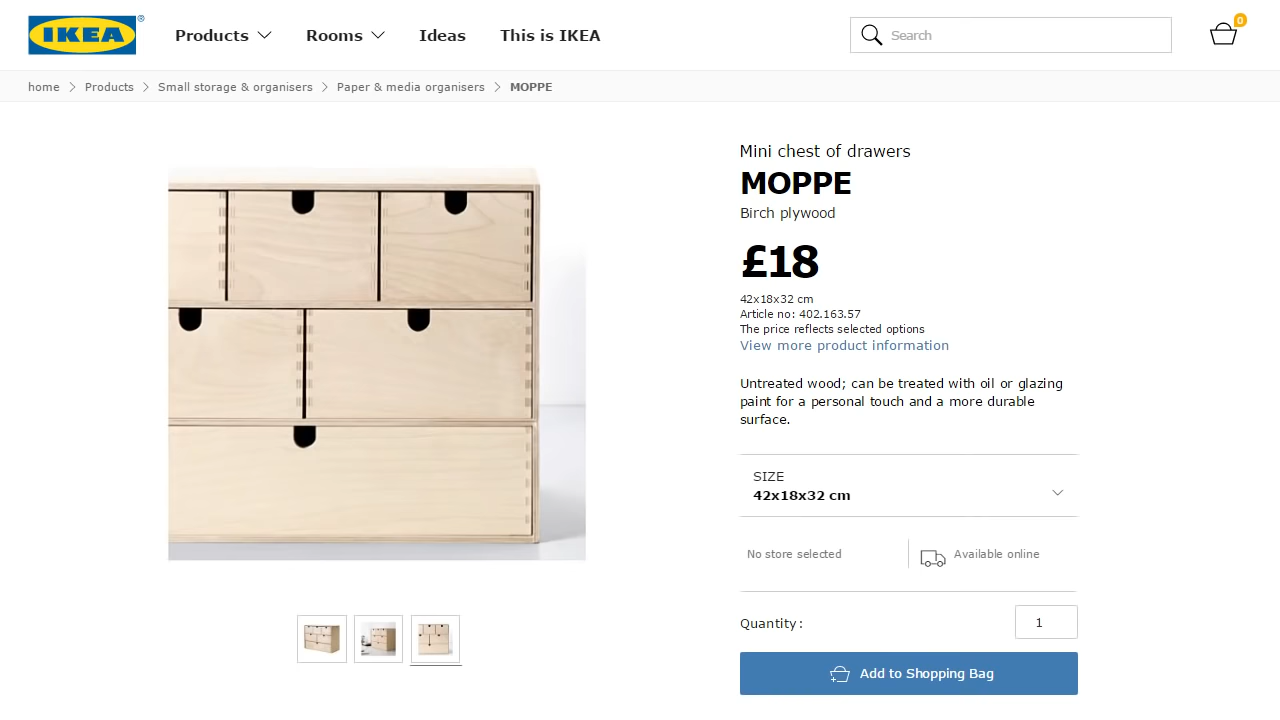 IKEA®
Products
Rooms
Ideas
This is IKEA
Search
0
home
Products
Small storage & organisers
Paper & media organisers
MOPPE
Mini chest of drawers
MOPPE
Birch plywood
£18
42x18x32 cm
Article no: 402.163.57
The price reflects selected options
View more product information
Untreated wood; can be treated with oil or glazing
paint for a personal touch and a more durable
surface.
SIZE
42x18x32 cm
No store selected
Available online
Quantity:
1
Add to Shopping Bag